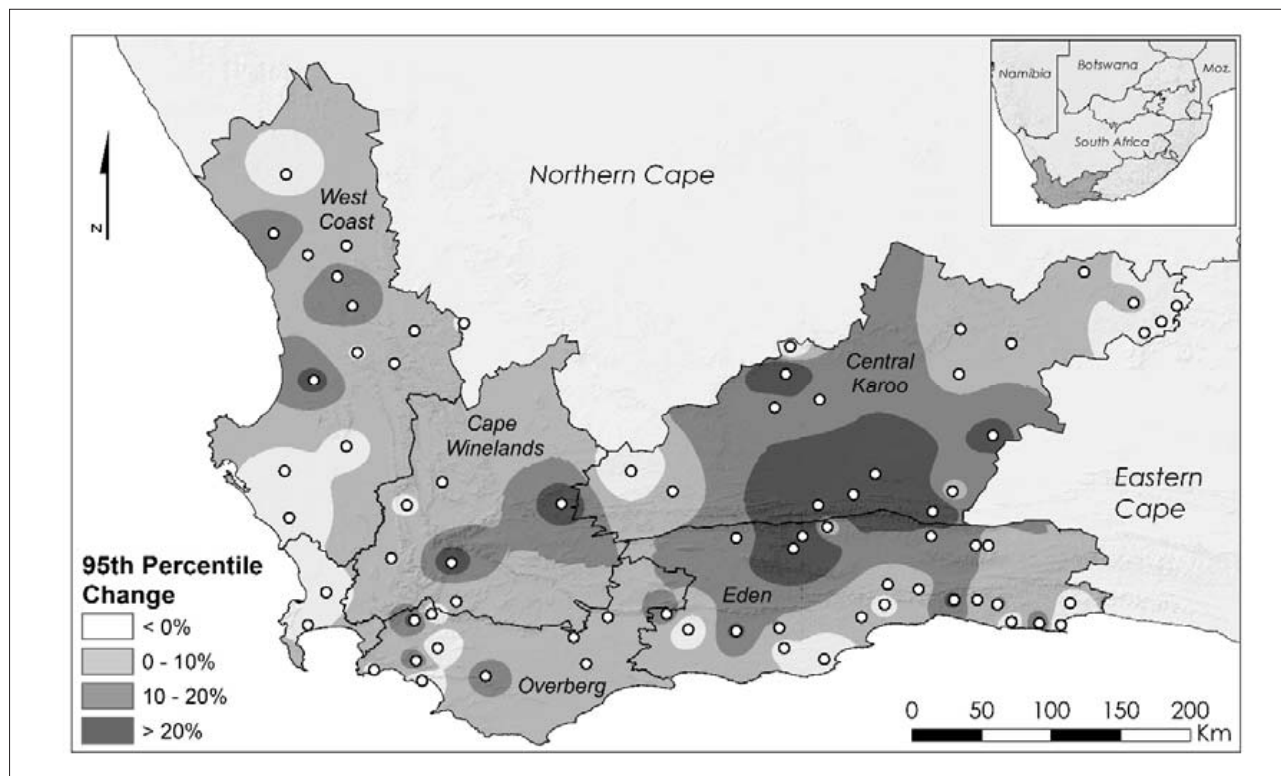 Namibia
Botswana
Moz.
South Africa
Northern Cape
West
Coast
N
Central
Karoo
Cape
Winelands
Eastern
Cape
Eden
Overberg
95th Percentile
Change
< 0%
0 - 10%
10 - 20%
> 20%
0 50 100 150 200
Km